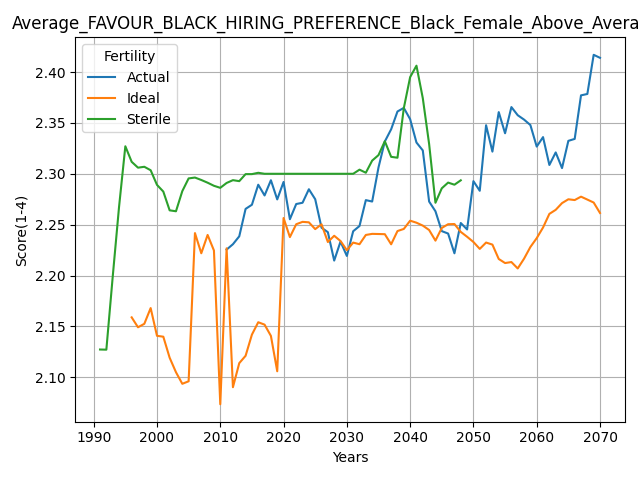 Average_FAVOUR_BLACK_HIRING_PREFERENCE_Black_Female_Above_Avera
Fertility
Actual
Ideal
Sterile
Score(1-4)
2.40
2.35
2.30
2.25
2.20
2.15
2.10
1990 2000 2010 2020 2030 2040 2050 2060 2070
Years